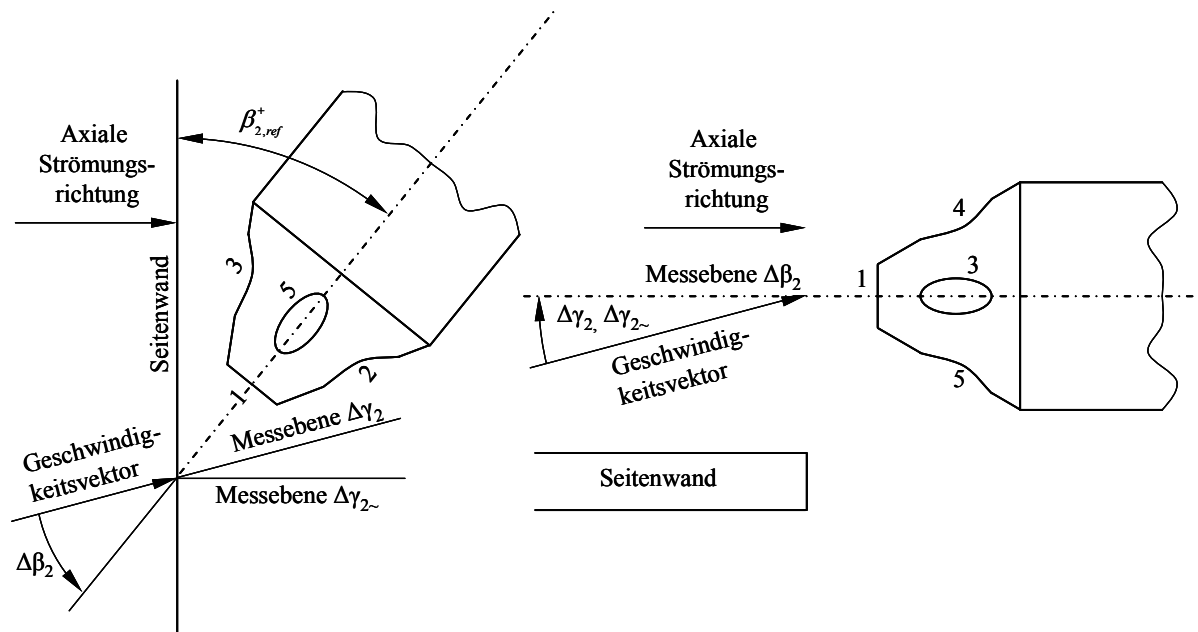 Axiale
Strömungs-
richtung
β⁺₂,ref
Seitenwand
3
5
2
1
Messebene Δγ₂
Geschwindig-
keitsvektor
Messebene Δγ₂~
Δβ₂
Axiale
Strömungs-
richtung
Messebene Δβ₂
Δγ₂, Δγ₂~
Geschwindig-
keitsvektor
4
1
3
5
Seitenwand